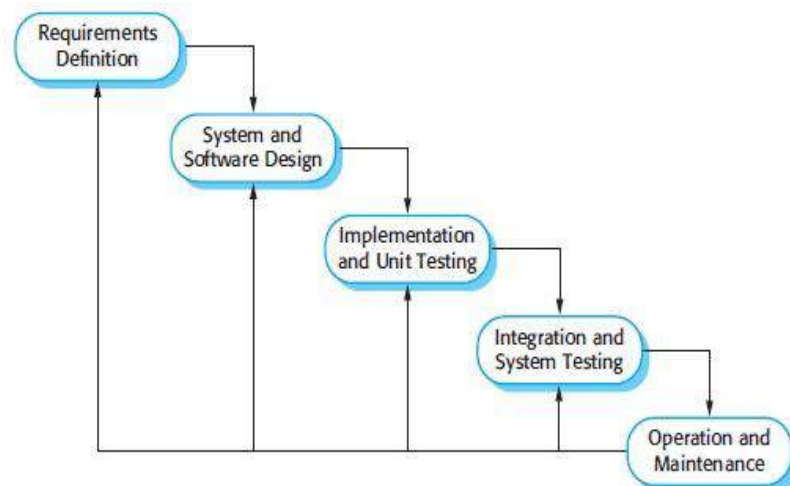 Requirements
Definition
System and
Software Design
Implementation
and Unit Testing
Integration and
System Testing
Operation and
Maintenance